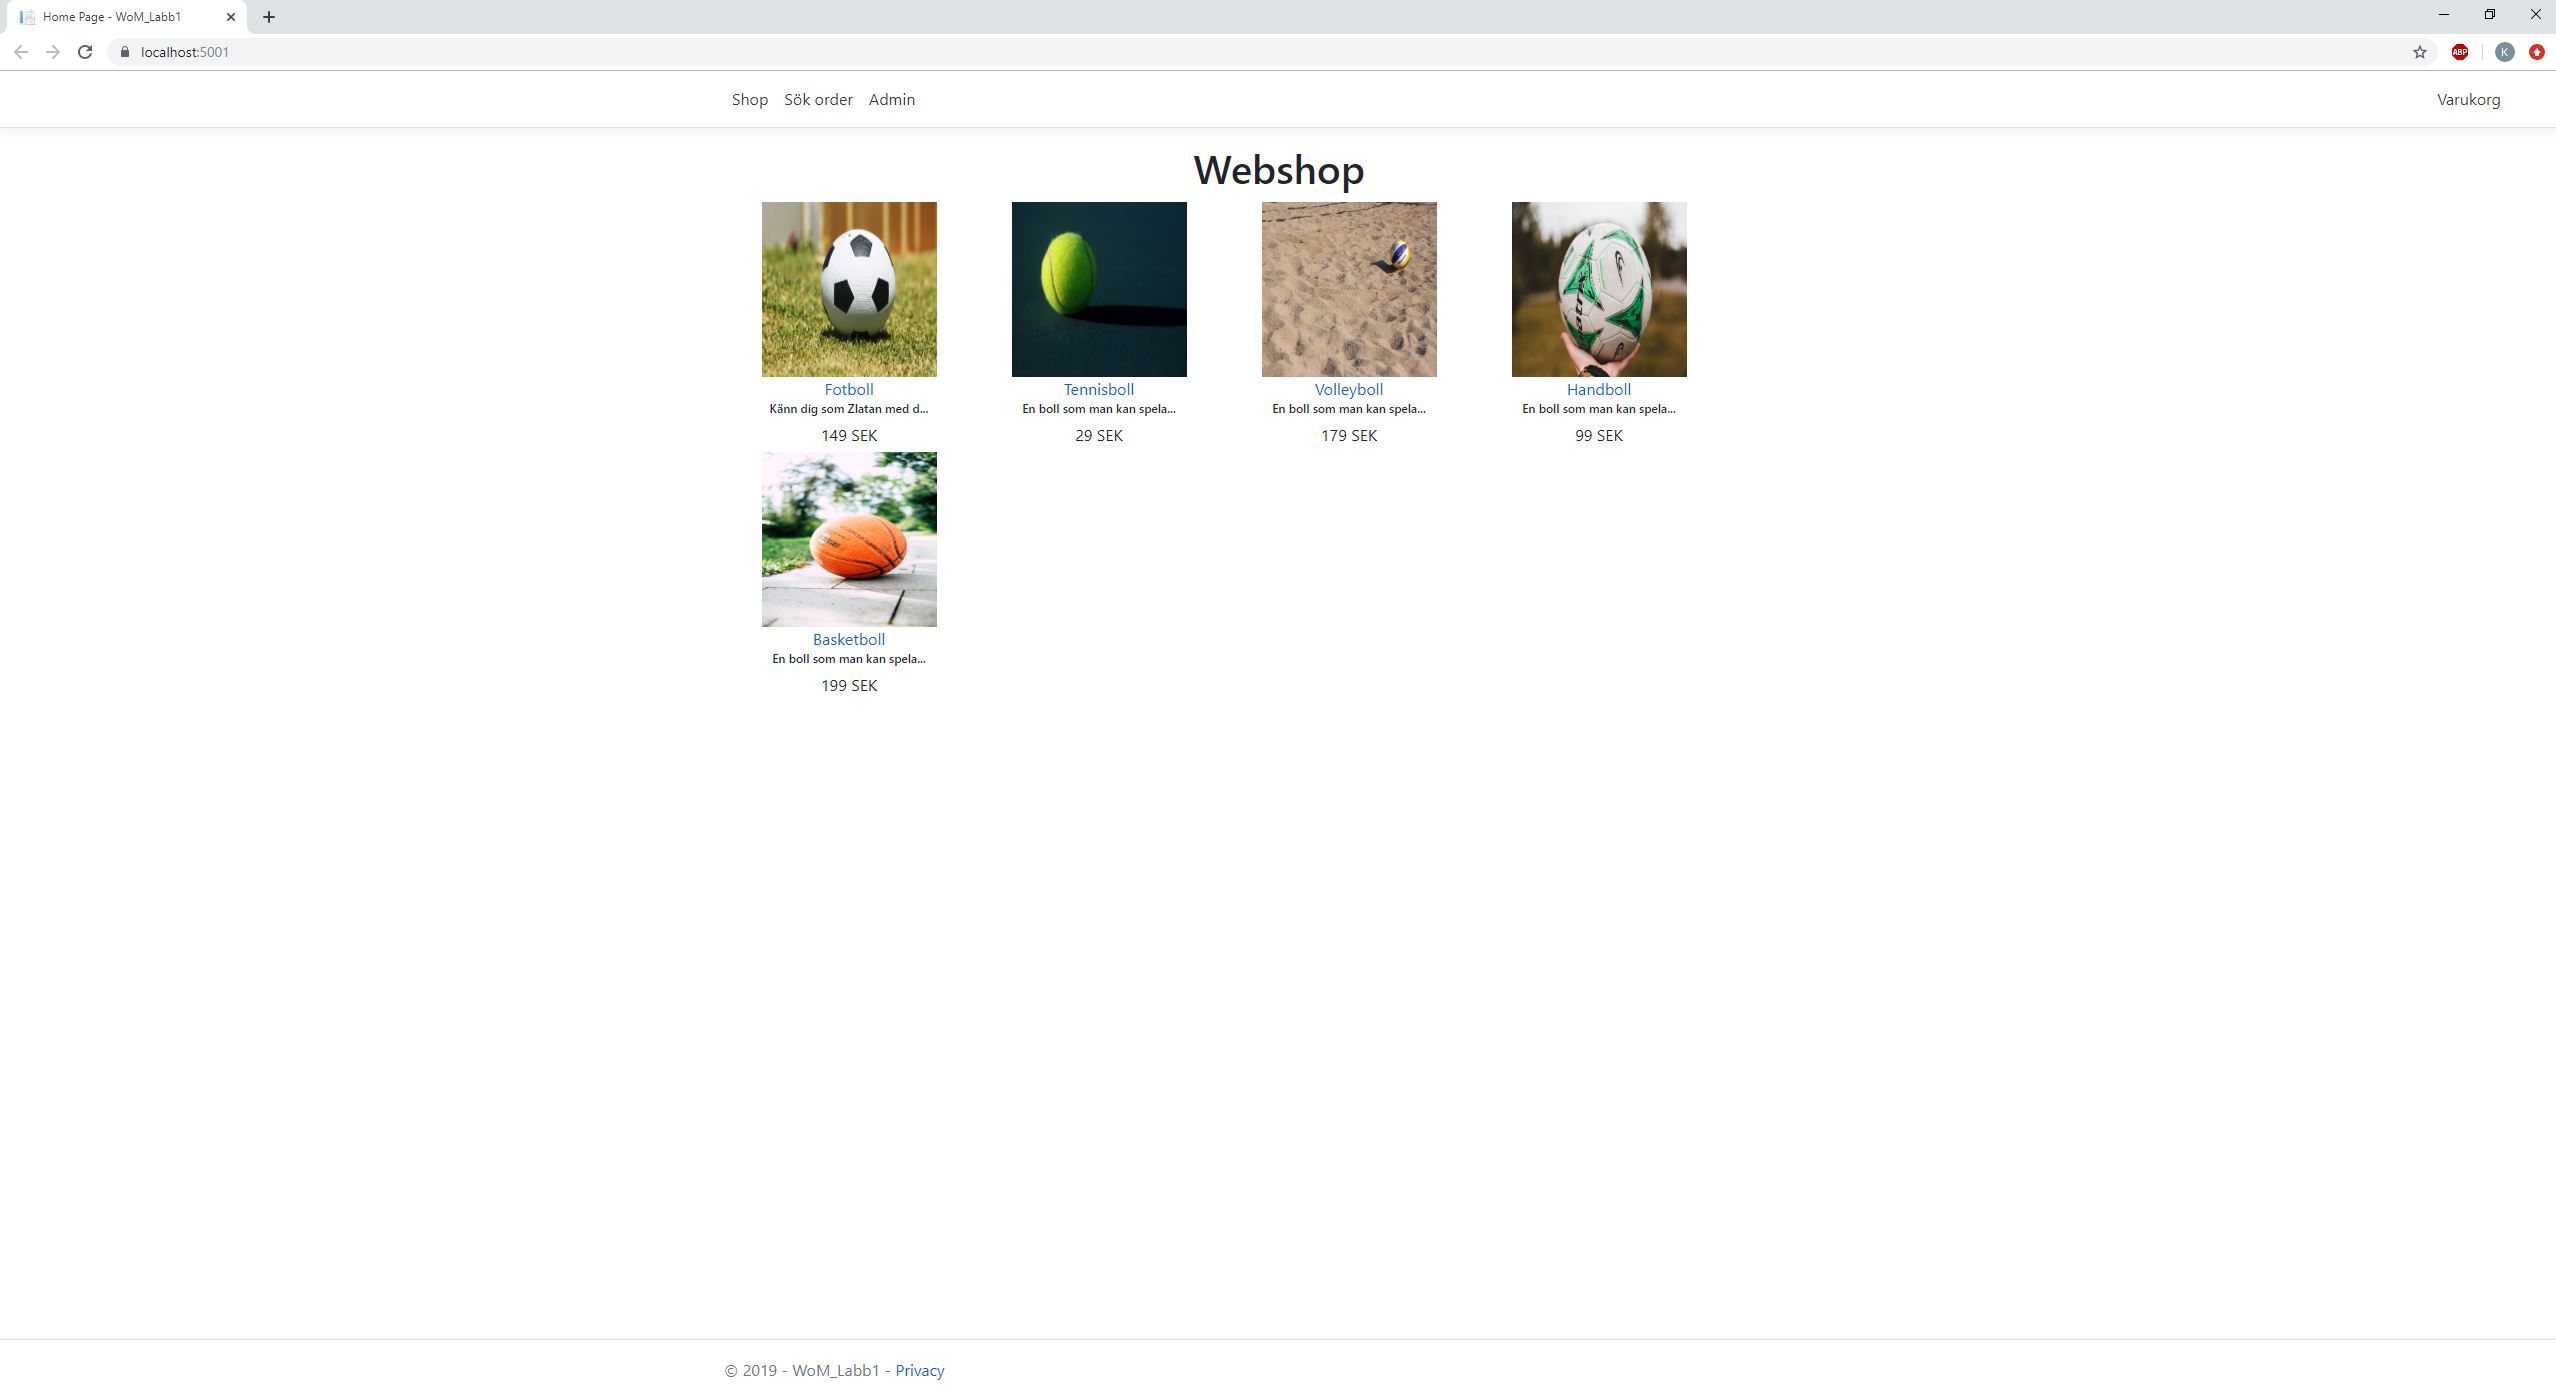 Home Page - WoM_Labb1
localhost:5001
ABP
K
Shop Sök order Admin Varukorg
Webshop
Fotboll Tennisboll Volleyboll Handboll
Känn dig som Zlatan med d... En boll som man kan spela... En boll som man kan spela... En boll som man kan spela...
149 SEK 29 SEK 179 SEK 99 SEK
Basketboll
En boll som man kan spela...
199 SEK
© 2019 - WoM_Labb1 - Privacy